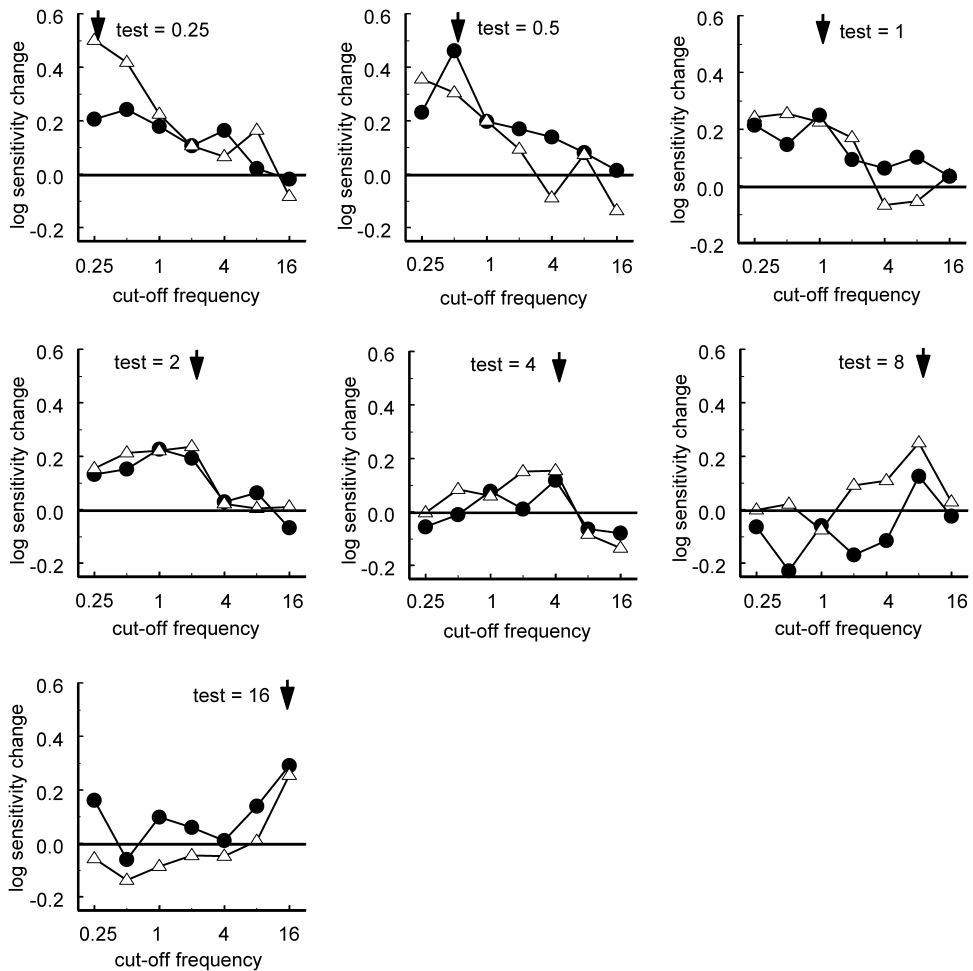 0.6
test = 0.25
0.4
0.2
0.0
-0.2
log sensitivity change
0.25 1 4 16
cut-off frequency
0.6
test = 0.5
0.4
0.2
0.0
-0.2
log sensitivity change
0.25 1 4 16
cut-off frequency
0.6
test = 1
0.4
0.2
0.0
-0.2
log sensitivity change
0.25 1 4 16
cut-off frequency
0.6
test = 2
0.4
0.2
0.0
-0.2
log sensitivity change
0.25 1 4 16
cut-off frequency
0.6
test = 4
0.4
0.2
0.0
-0.2
log sensitivity change
0.25 1 4 16
cut-off frequency
0.6
test = 8
0.4
0.2
0.0
-0.2
log sensitivity change
0.25 1 4 16
cut-off frequency
0.6
test = 16
0.4
0.2
0.0
-0.2
log sensitivity change
0.25 1 4 16
cut-off frequency